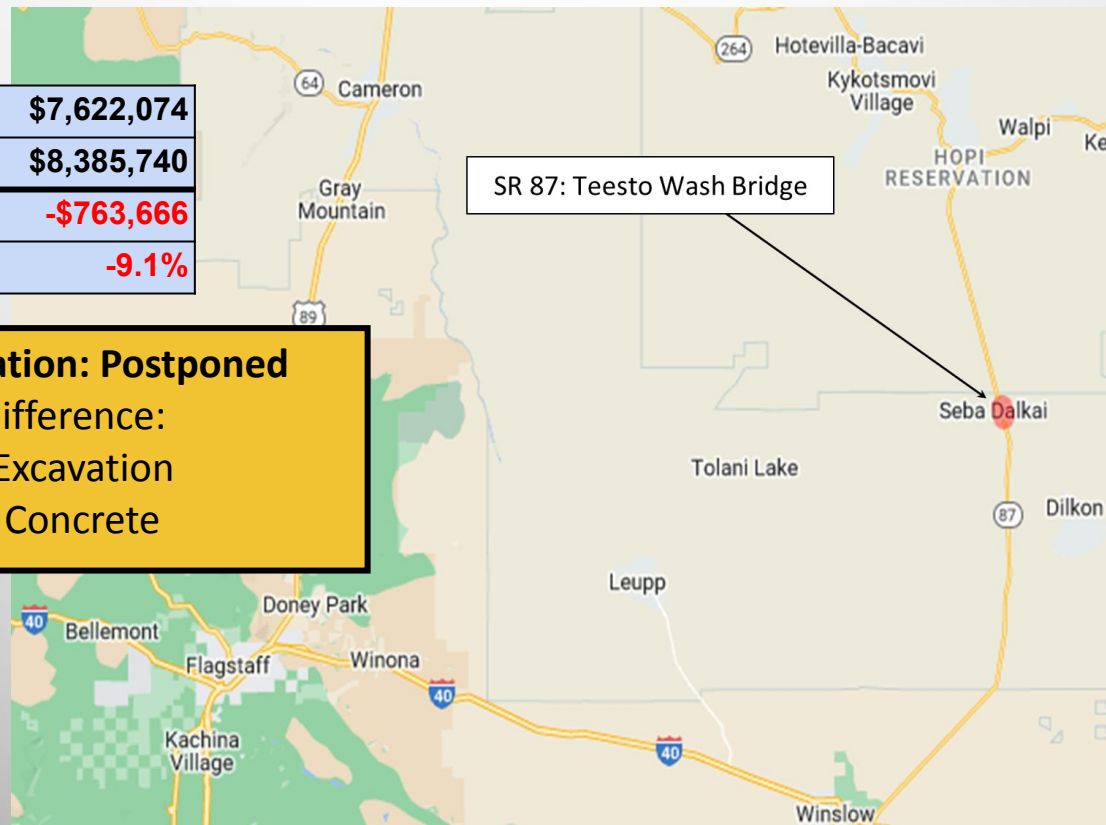 $7,622,074
$8,385,740
-$763,666
-9.1%
ation: Postponed
ifference:
Excavation
Concrete
SR 87: Teesto Wash Bridge
264
Hotevilla-Bacavi
Kykotsmovi
Village
Walpi
Ke
HOPI
RESERVATION
64
Cameron
Gray
Mountain
89
Seba Dalkai
Tolani Lake
87
Dilkon
Leupp
40
Bellemont
Doney Park
Flagstaff
Winona
40
Kachina
Village
40
Winslow